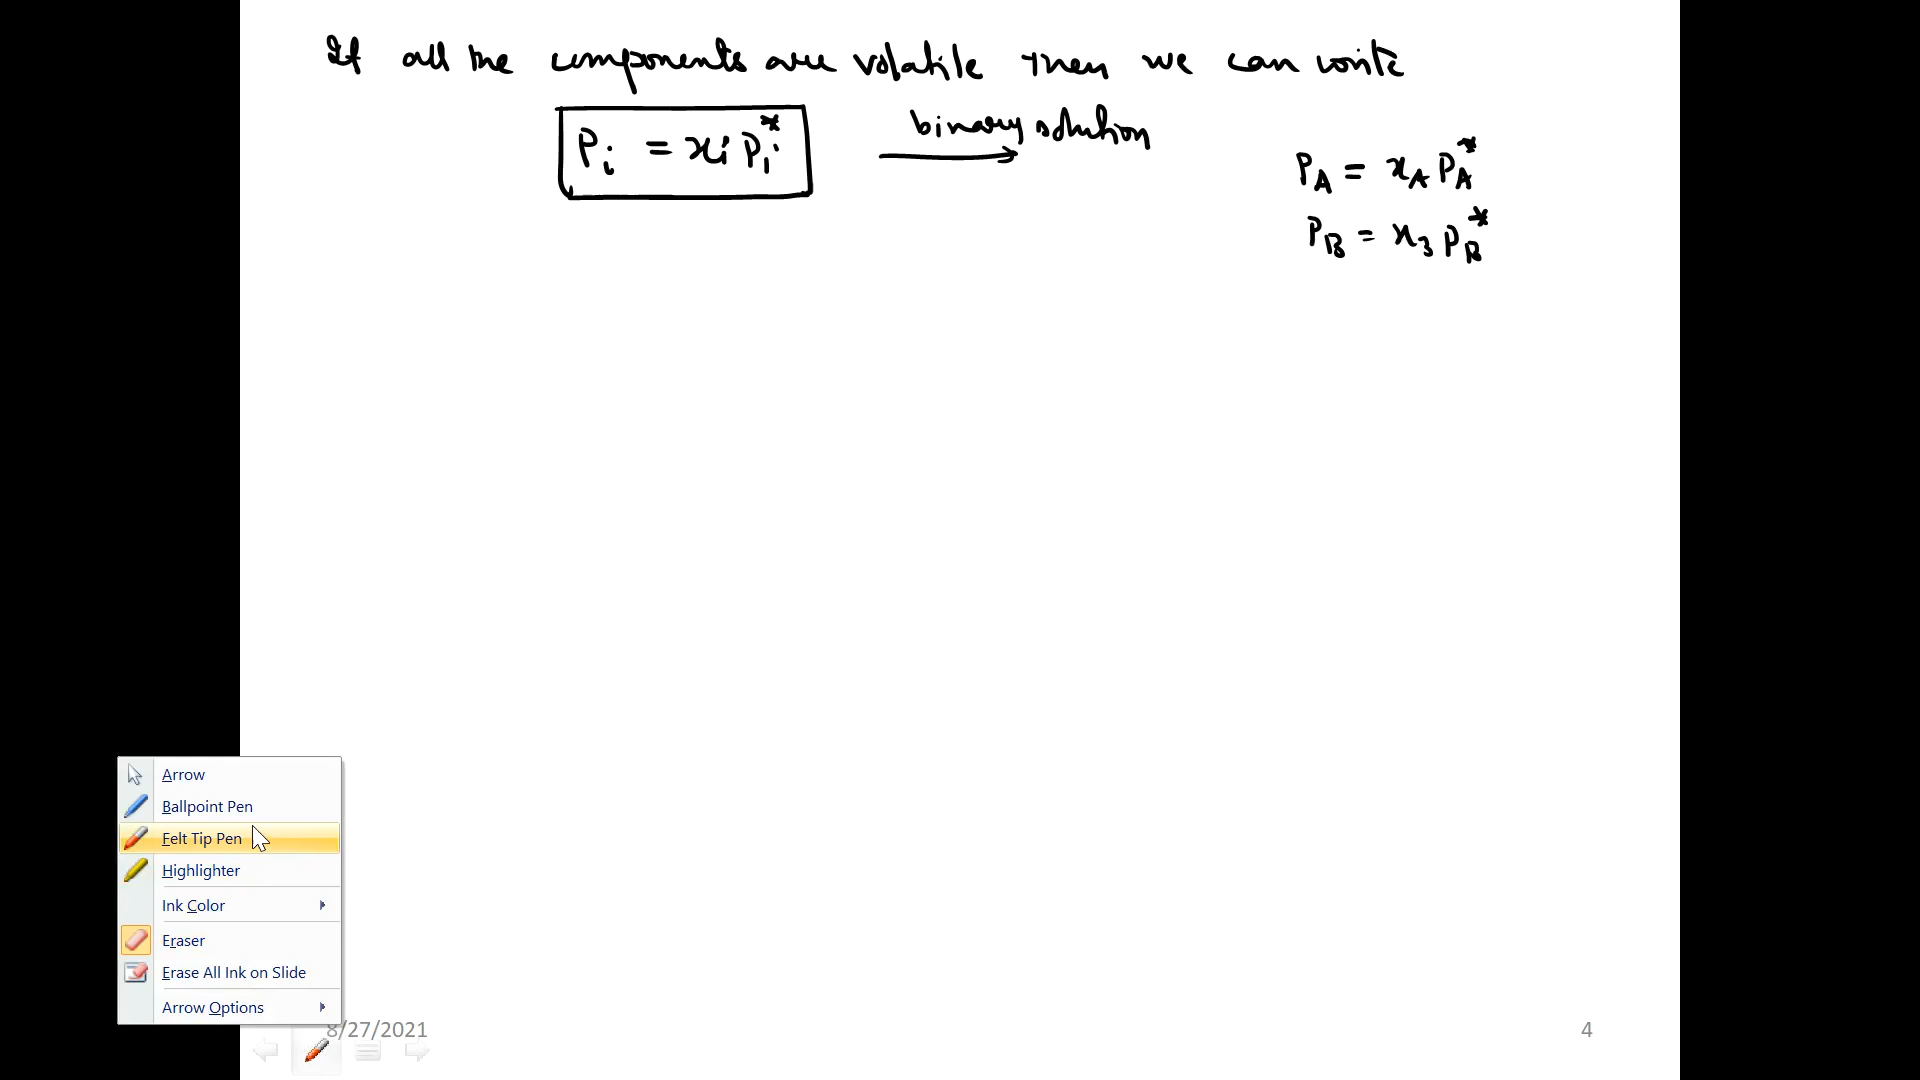 If all the components are volatile then we can write
Pi = xi Pi* binary solution
PA = xA PA*
PB = x3 PB*
Arrow
Ballpoint Pen
Felt Tip Pen
Highlighter
Ink Color
Eraser
Erase All Ink on Slide
Arrow Options
8/27/2021
4